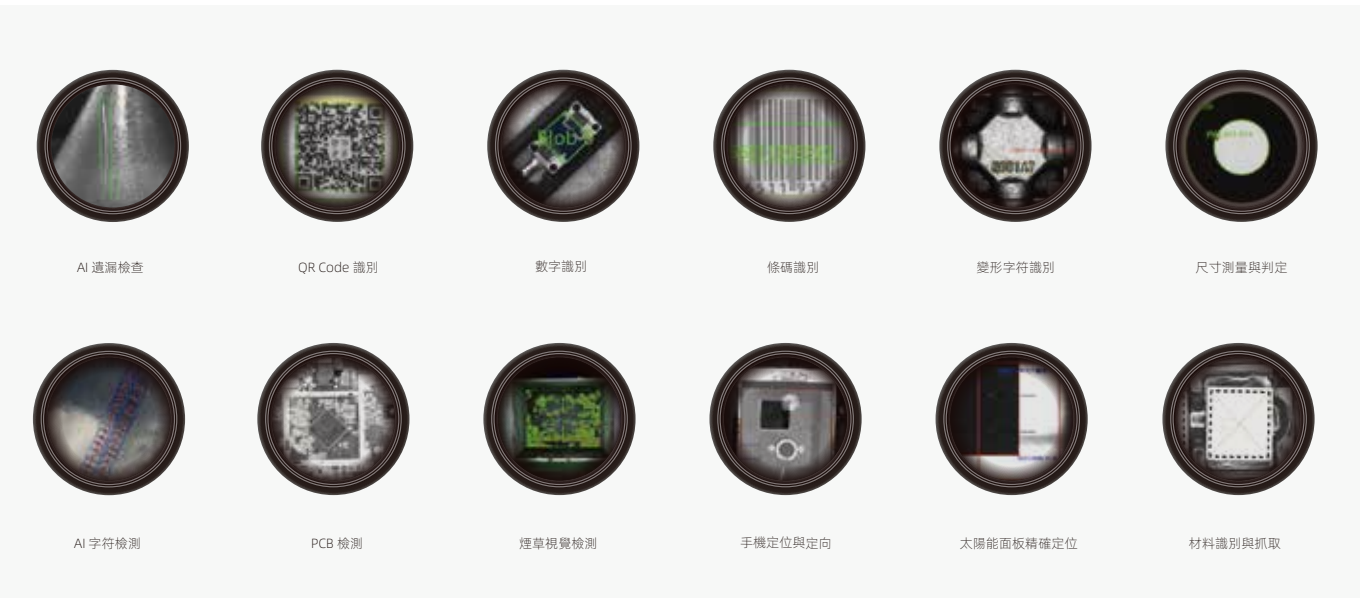 AI 遺漏檢查
QR Code 識別
數字識別
條碼識別
變形字符識別
尺寸測量與判定
AI 字符檢測
PCB 檢測
煙草視覺檢測
手機定位與定向
太陽能面板精確定位
材料識別與抓取